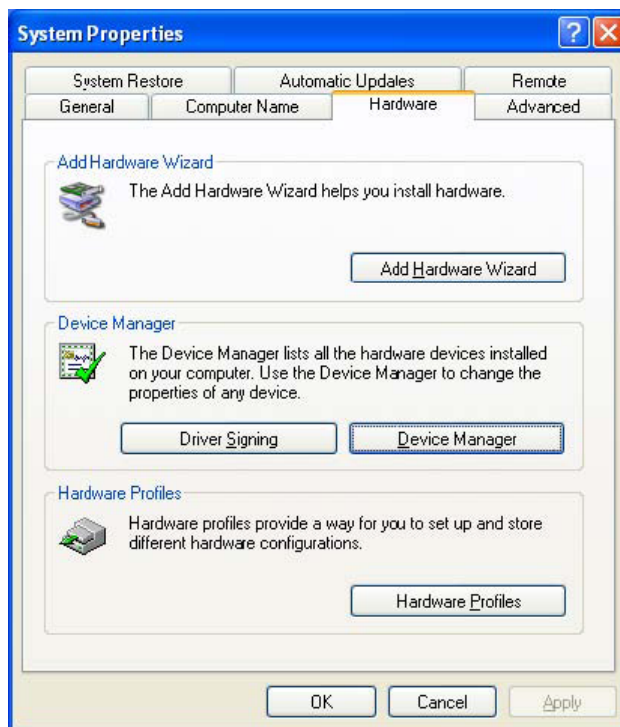 System Properties
System Restore
Automatic Updates
Remote
General
Computer Name
Hardware
Advanced
Add Hardware Wizard
The Add Hardware Wizard helps you install hardware.
Add Hardware Wizard
Device Manager
The Device Manager lists all the hardware devices installed
on your computer. Use the Device Manager to change the
properties of any device.
Driver Signing
Device Manager
Hardware Profiles
Hardware profiles provide a way for you to set up and store
different hardware configurations.
Hardware Profiles
OK
Cancel
Apply